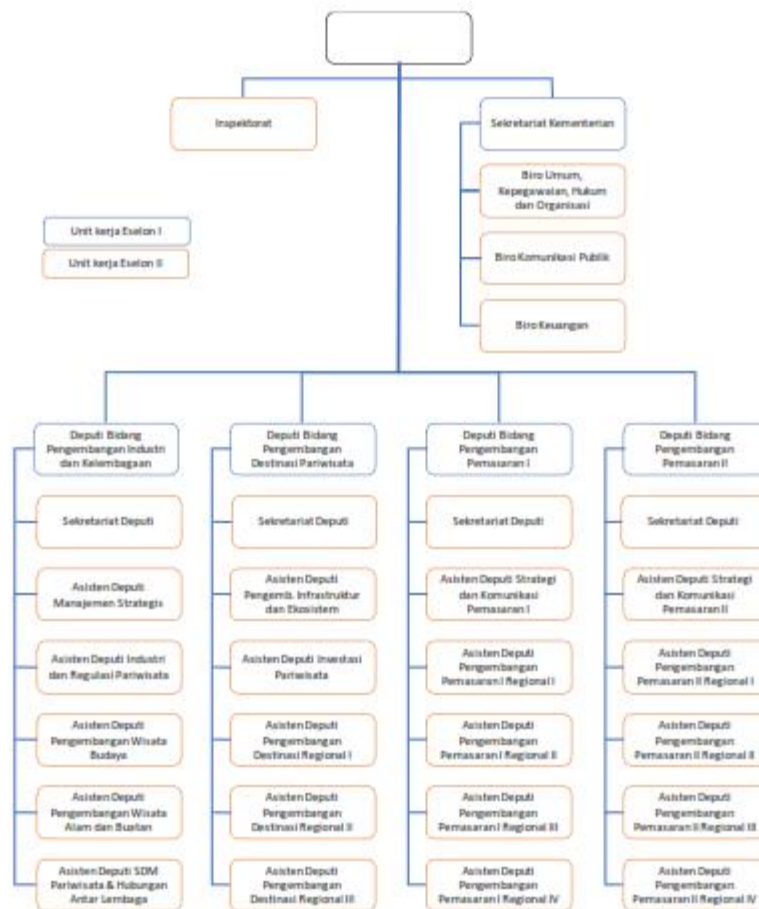 Inspektorat
Sekretariat Kementerian
Biro Umum,
Kepegawaian, Hukum
dan Organisasi
Unit kerja Eselon I
Unit kerja Eselon II
Biro Komunikasi Publik
Biro Keuangan
Deputi Bidang
Pengembangan Industri
dan Kelembagaan
Deputi Bidang
Pengembangan
Destinasi Pariwisata
Deputi Bidang
Pengembangan
Pemasaran I
Deputi Bidang
Pengembangan
Pemasaran II
Sekretariat Deputi
Sekretariat Deputi
Sekretariat Deputi
Sekretariat Deputi
Asisten Deputi
Manajemen Strategis
Asisten Deputi
Pengemb. Infrastruktur
dan Ekosistem
Asisten Deputi Strategi
dan Komunikasi
Pemasaran I
Asisten Deputi Strategi
dan Komunikasi
Pemasaran II
Asisten Deputi Industri
dan Regulasi Pariwisata
Asisten Deputi Investasi
Pariwisata
Asisten Deputi
Pengembangan
Pemasaran I Regional I
Asisten Deputi
Pengembangan
Pemasaran II Regional I
Asisten Deputi
Pengembangan Wisata
Budaya
Asisten Deputi
Pengembangan
Destinasi Regional I
Asisten Deputi
Pengembangan
Pemasaran I Regional II
Asisten Deputi
Pengembangan
Pemasaran II Regional II
Asisten Deputi
Pengembangan Wisata
Alam dan Buatan
Asisten Deputi
Pengembangan
Destinasi Regional II
Asisten Deputi
Pengembangan
Pemasaran I Regional III
Asisten Deputi
Pengembangan
Pemasaran II Regional III
Asisten Deputi SDM
Pariwisata & Hubungan
Antar Lembaga
Asisten Deputi
Pengembangan
Destinasi Regional III
Asisten Deputi
Pengembangan
Pemasaran I Regional IV
Asisten Deputi
Pengembangan
Pemasaran II Regional IV